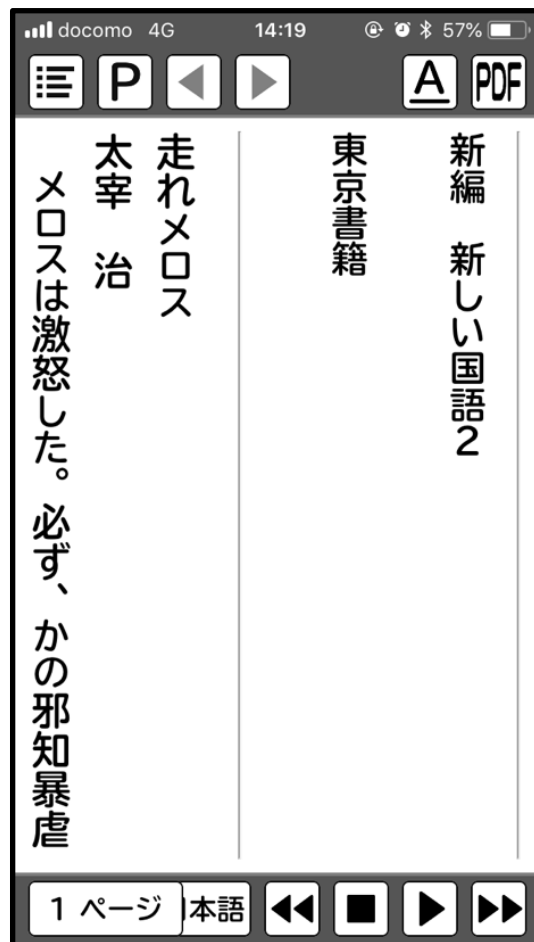 docomo 4G 14:19 57%
P A PDF
新編 新しい国語2
東京書籍
走れメロス
太宰 治
メロスは激怒した。必ず、かの邪知暴虐
1 ページ 本語